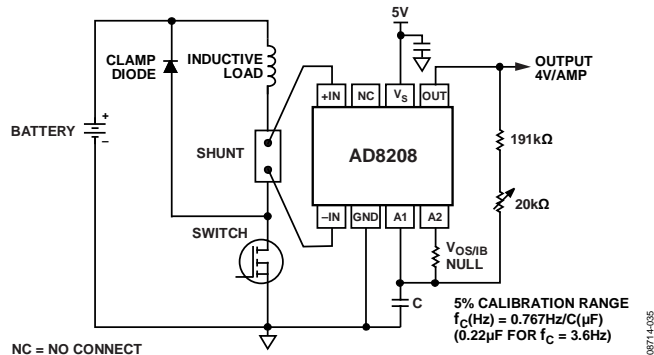 5V
CLAMP
DIODE
INDUCTIVE
LOAD
OUTPUT
4V/AMP
+IN
NC
VS
OUT
BATTERY
+
–
SHUNT
AD8208
191kΩ
20kΩ
–IN
GND
A1
A2
SWITCH
VOS/IB
NULL
C
5% CALIBRATION RANGE
fC(Hz) = 0.767Hz/C(µF)
(0.22µF FOR fC = 3.6Hz)
NC = NO CONNECT
08714-035